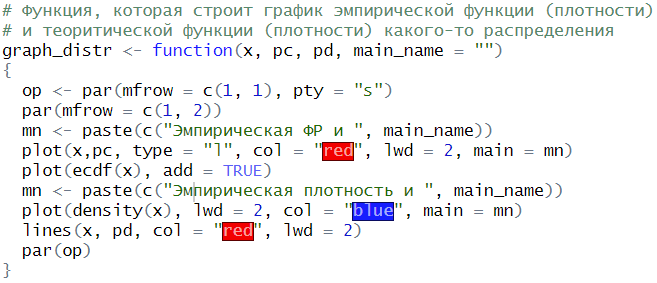 # Функция, которая строит график эмпирической функции (плотности)
# и теоритической функции (плотности) какого-то распределения
graph_distr <- function(x, pc, pd, main_name = "")
{
  op <- par(mfrow = c(1, 1), pty = "s")
  par(mfrow = c(1, 2))
  mn <- paste(c("Эмпирическая ФР и ", main_name))
  plot(x,pc, type = "l", col = "red", lwd = 2, main = mn)
  plot(ecdf(x), add = TRUE)
  mn <- paste(c("Эмпирическая плотность и ", main_name))
  plot(density(x), lwd = 2, col = "blue", main = mn)
  lines(x, pd, col = "red", lwd = 2)
  par(op)
}